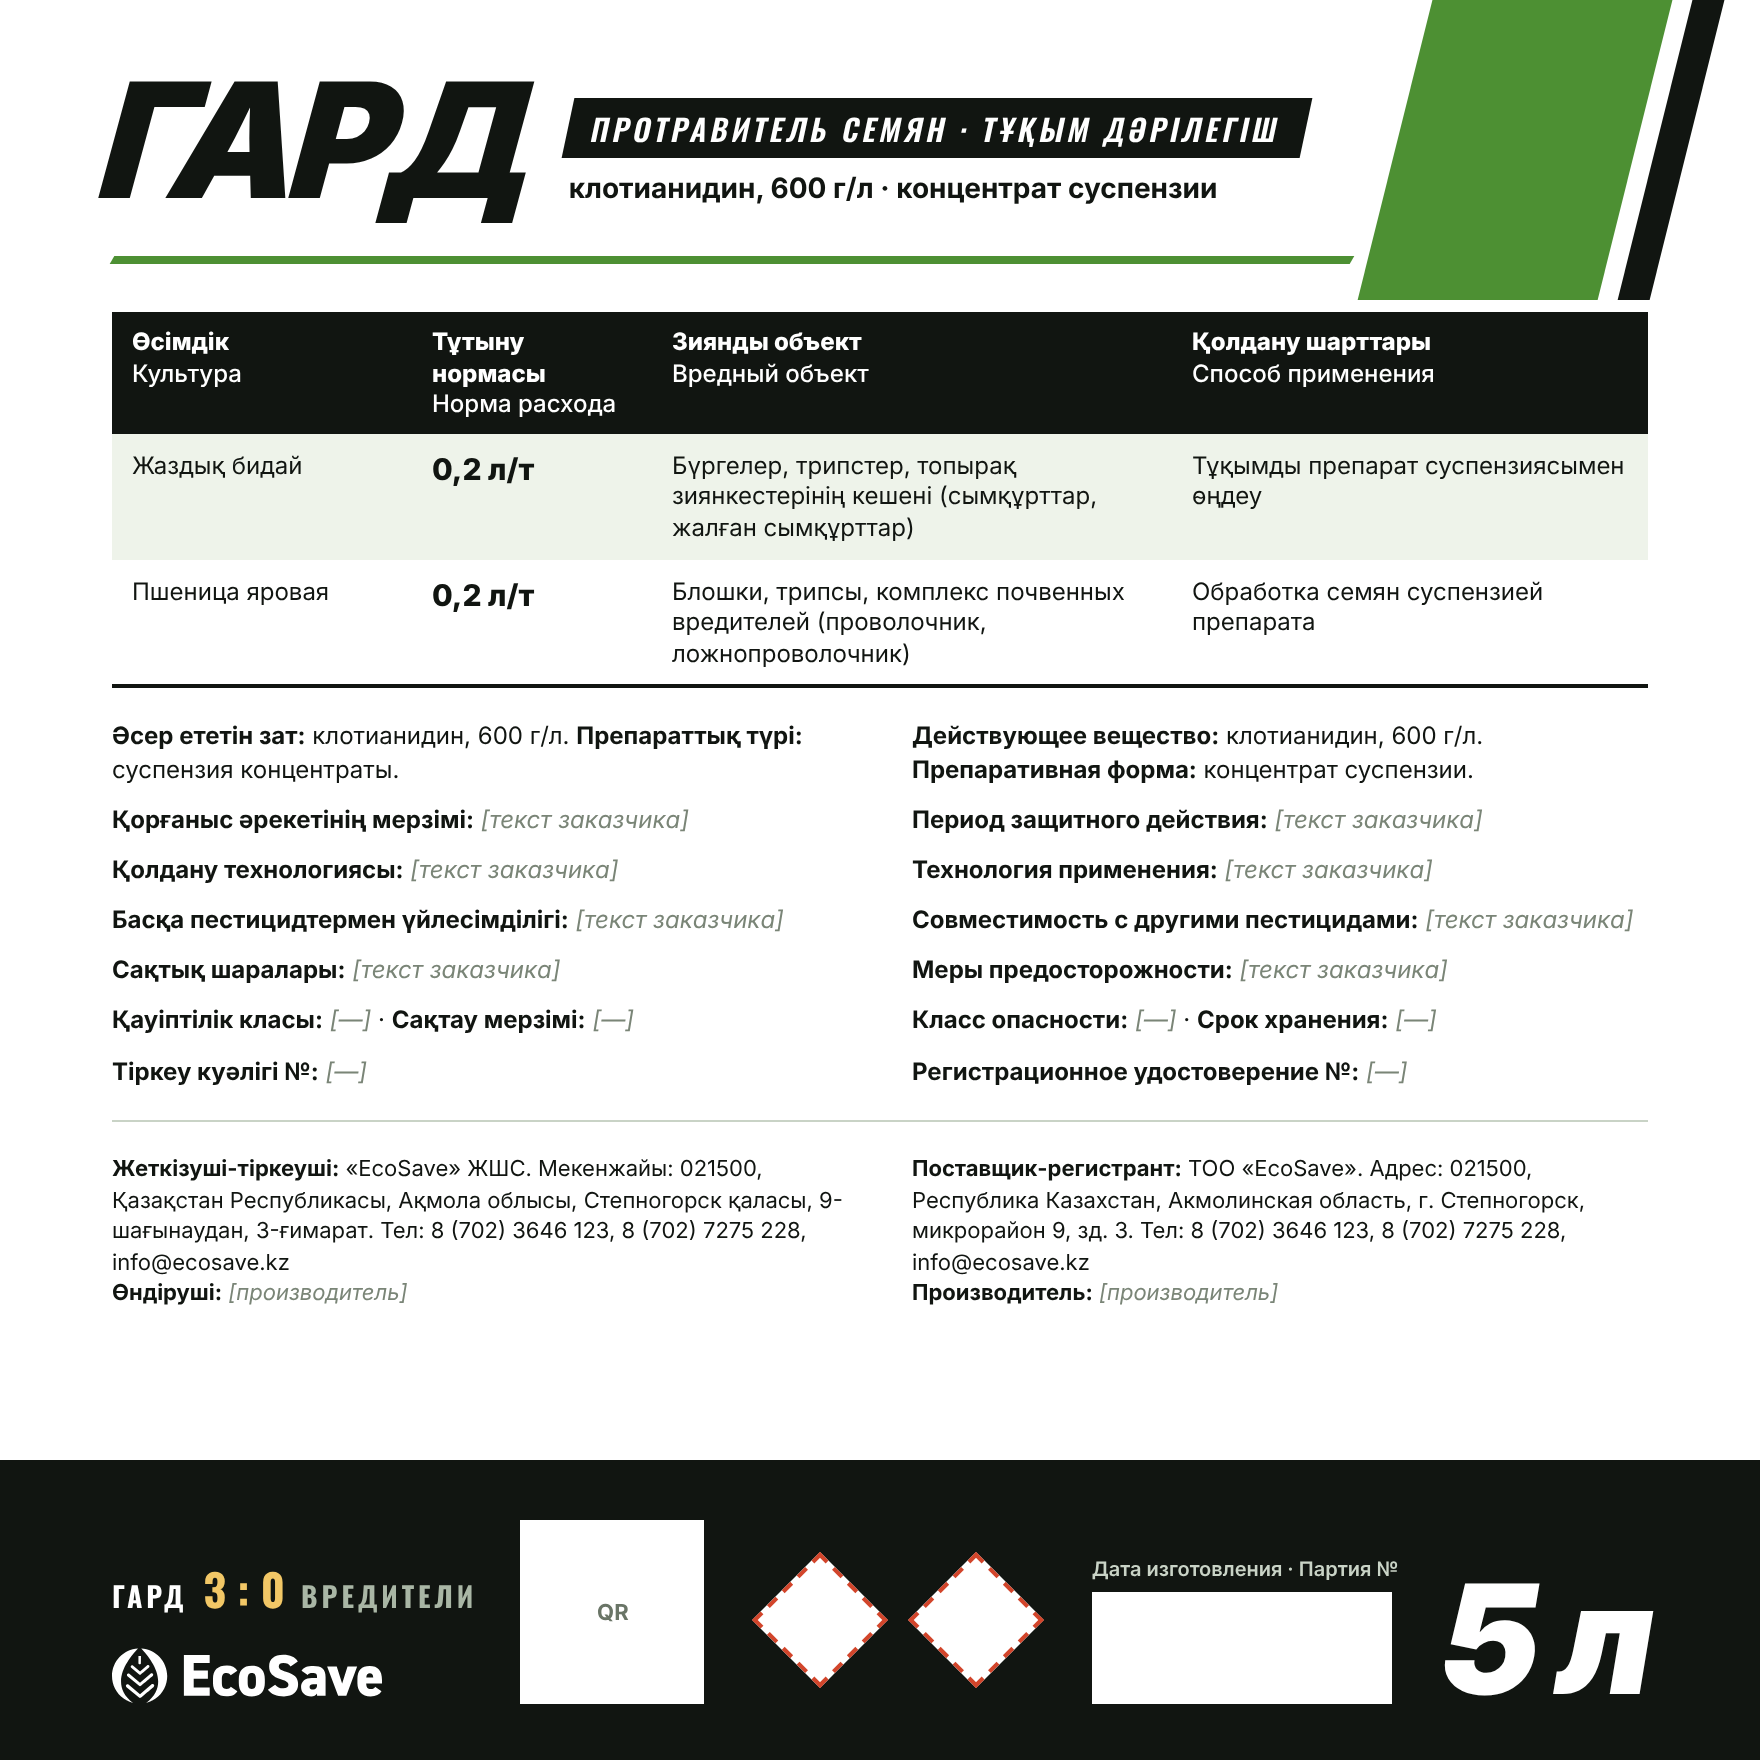 ГАРД
ПРОТРАВИТЕЛЬ СЕМЯН · ТҰҚЫМ ДӘРІЛЕГІШ
клотианидин, 600 г/л · концентрат суспензии
Өсімдік
Культура
Тұтыну
нормасы
Норма расхода
Зиянды объект
Вредный объект
Қолдану шарттары
Способ применения
Жаздық бидай
0,2 л/т
Бүргелер, трипстер, топырақ
зиянкестерінің кешені (сымқұрттар,
жалған сымқұрттар)
Тұқымды препарат суспензиясымен
өңдеу
Пшеница яровая
0,2 л/т
Блошки, трипсы, комплекс почвенных
вредителей (проволочник,
ложнопроволочник)
Обработка семян суспензией
препарата
Әсер ететін зат: клотианидин, 600 г/л. Препараттық түрі:
суспензия концентраты.
Қорғаныс әрекетінің мерзімі: [текст заказчика]
Қолдану технологиясы: [текст заказчика]
Басқа пестицидтермен үйлесімділігі: [текст заказчика]
Сақтық шаралары: [текст заказчика]
Қауіптілік класы: [—] · Сақтау мерзімі: [—]
Тіркеу куәлігі №: [—]
Действующее вещество: клотианидин, 600 г/л.
Препаративная форма: концентрат суспензии.
Период защитного действия: [текст заказчика]
Технология применения: [текст заказчика]
Совместимость с другими пестицидами: [текст заказчика]
Меры предосторожности: [текст заказчика]
Класс опасности: [—] · Срок хранения: [—]
Регистрационное удостоверение №: [—]
Жеткізуші-тіркеуші: «EcoSave» ЖШС. Мекенжайы: 021500,
Қазақстан Республикасы, Ақмола облысы, Степногорск қаласы, 9-
шағынаудан, 3-ғимарат. Тел: 8 (702) 3646 123, 8 (702) 7275 228,
info@ecosave.kz
Өндіруші: [производитель]
Поставщик-регистрант: ТОО «EcoSave». Адрес: 021500,
Республика Казахстан, Акмолинская область, г. Степногорск,
микрорайон 9, зд. 3. Тел: 8 (702) 3646 123, 8 (702) 7275 228,
info@ecosave.kz
Производитель: [производитель]
ГАРД 3:0 ВРЕДИТЕЛИ
EcoSave
QR
Дата изготовления · Партия №
5 л